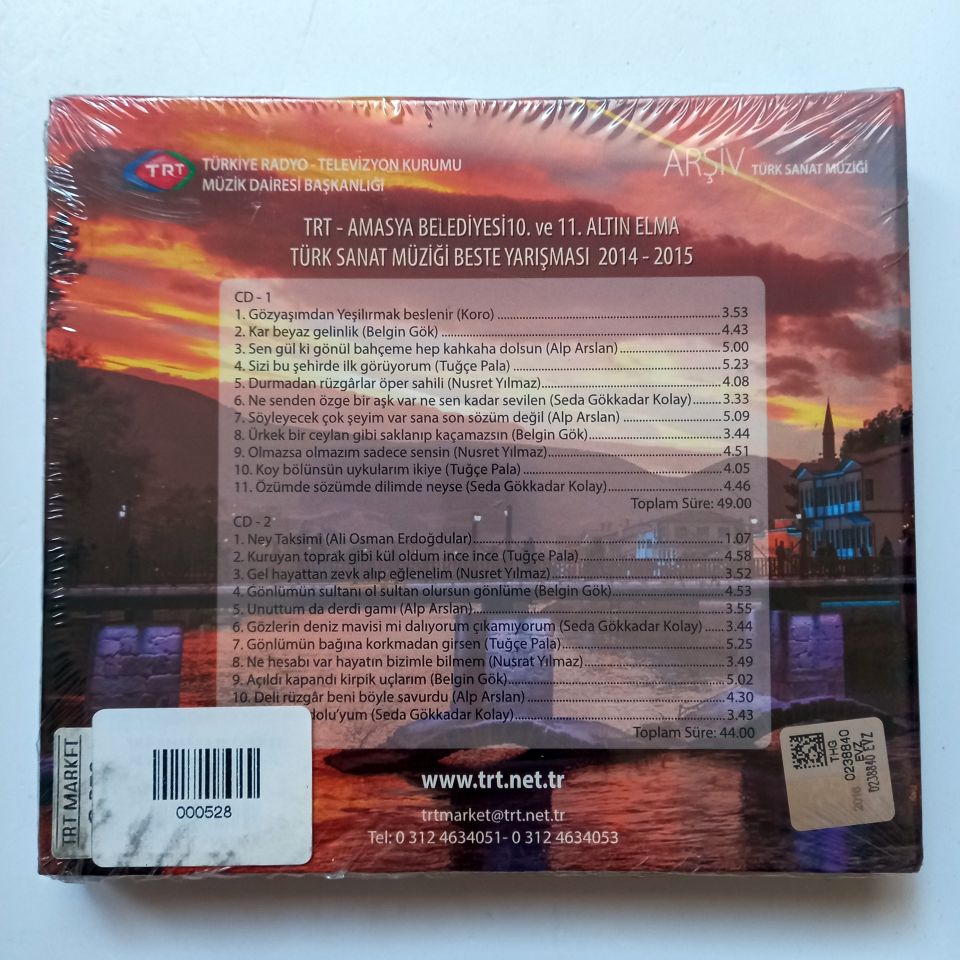 TRT
TÜRKİYE RADYO - TELEVİZYON KURUMU
MÜZİK DAİRESİ BAŞKANLIĞI
ARŞİV TÜRK SANAT MÜZİĞİ
TRT - AMASYA BELEDİYESİ10. ve 11. ALTIN ELMA
TÜRK SANAT MÜZİĞİ BESTE YARIŞMASI 2014 - 2015
CD - 1
1. Gözyaşımdan Yeşilırmak beslenir (Koro) 3.53
2. Kar beyaz gelinlik (Belgin Gök) 4.43
3. Sen gül ki gönül bahçeme hep kahkaha dolsun (Alp Arslan) 5.00
4. Sizi bu şehirde ilk görüyorum (Tuğçe Pala) 5.23
5. Durmadan rüzgârlar öper sahili (Nusret Yılmaz) 4.08
6. Ne senden özge bir aşk var ne sen kadar sevilen (Seda Gökkadar Kolay) 3.33
7. Söyleyecek çok şeyim var sana son sözüm değil (Alp Arslan) 5.09
8. Ürkek bir ceylan gibi saklanıp kaçamazsın (Belgin Gök) 3.44
9. Olmazsa olmazım sadece sensin (Nusret Yılmaz) 4.51
10. Koy bölünsün uykularım ikiye (Tuğçe Pala) 4.05
11. Özümde sözümde dilimde neyse (Seda Gökkadar Kolay) 4.46
Toplam Süre: 49.00
CD - 2
1. Ney Taksimi (Ali Osman Erdoğdular) 1.07
2. Kuruyan toprak gibi kül oldum ince ince (Tuğçe Pala) 4.58
3. Gel hayattan zevk alıp eğlenelim (Nusret Yılmaz) 3.52
4. Gönlümün sultanı ol sultan olursun gönlüme (Belgin Gök) 4.53
5. Unuttum da derdi gamı (Alp Arslan) 3.55
6. Gözlerin deniz mavisi mi dalıyorum çıkamıyorum (Seda Gökkadar Kolay) 3.44
7. Gönlümün bağına korkmadan girsen (Tuğçe Pala) 5.25
8. Ne hesabı var hayatın bizimle bilmem (Nusrat Yılmaz) 3.49
9. Açıldı kapandı kirpik uçlarım (Belgin Gök) 5.02
10. Deli rüzgâr beni böyle savurdu (Alp Arslan) 4.30
dolu'yum (Seda Gökkadar Kolay) 3.43
Toplam Süre: 44.00
www.trt.net.tr
trtmarket@trt.net.tr
Tel: 0 312 4634051- 0 312 4634053
TRT MARKET
000528
THG
EVZ
0238840
2016
0238840 EVZ